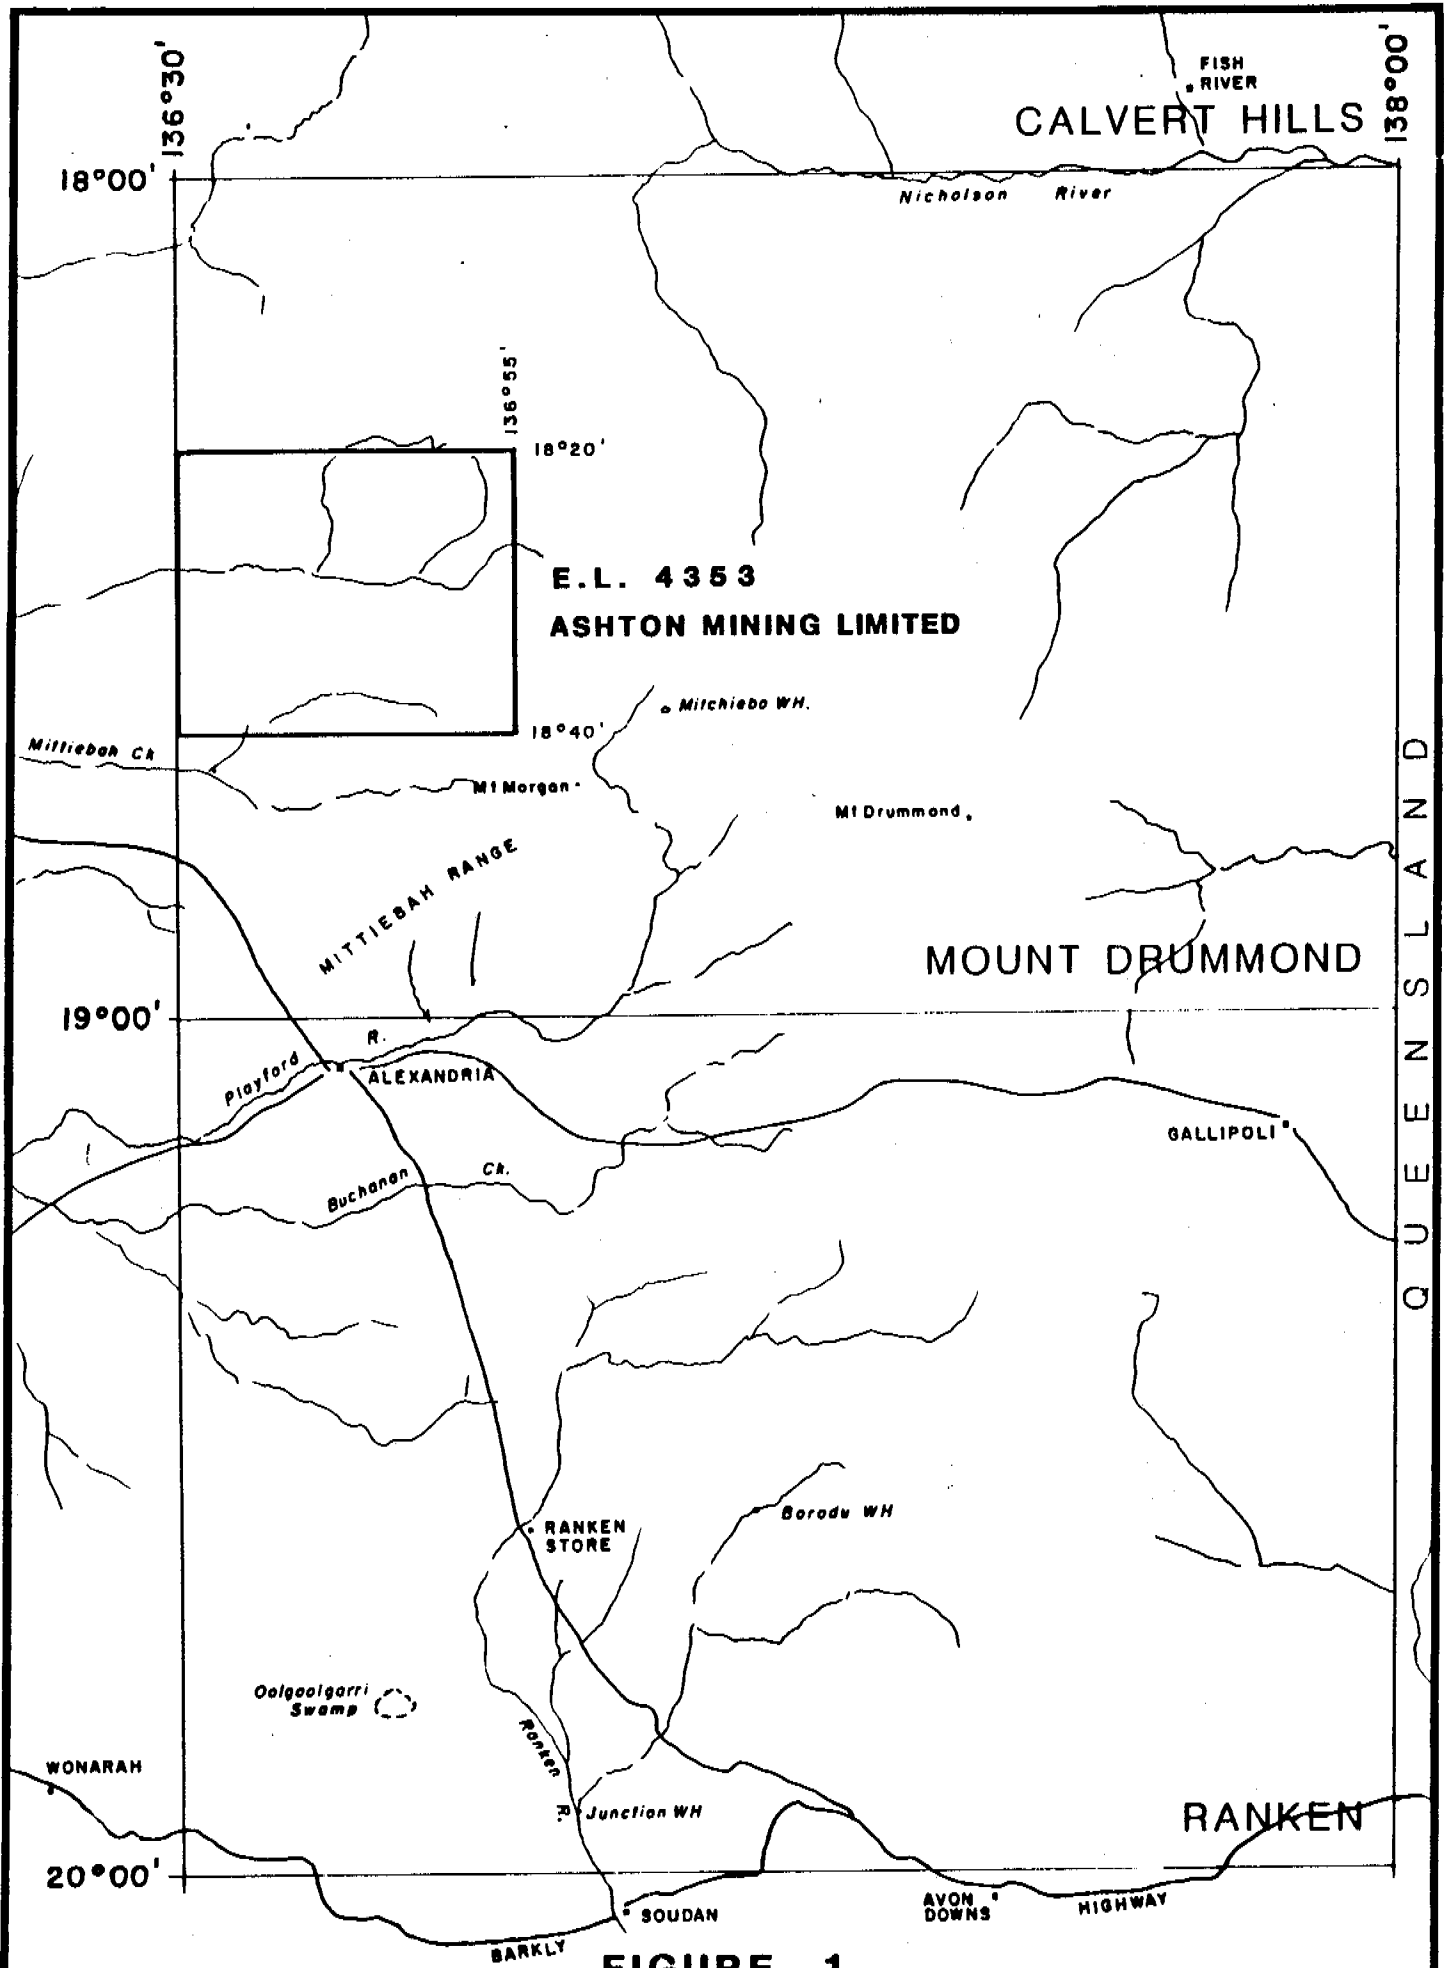 136°30'
138°00'
FISH
RIVER
CALVERT HILLS
18°00'
Nicholson River
136°55'
18°20'
E.L. 4353
ASHTON MINING LIMITED
Mitchiebo WH.
18°40'
Mittiebah Ck
Mt Morgan
Mt Drummond
MITTIEBAH RANGE
QUEENSLAND
MOUNT DRUMMOND
19°00'
Playford R.
ALEXANDRIA
GALLIPOLI
Buchanan Ck.
Borodu WH
RANKEN
STORE
Oolgoolgarri
Swamp
Ranken R.
WONARAH
Junction WH
RANKEN
20°00'
AVON
DOWNS
HIGHWAY
SOUDAN
BARKLY
FIGURE 1